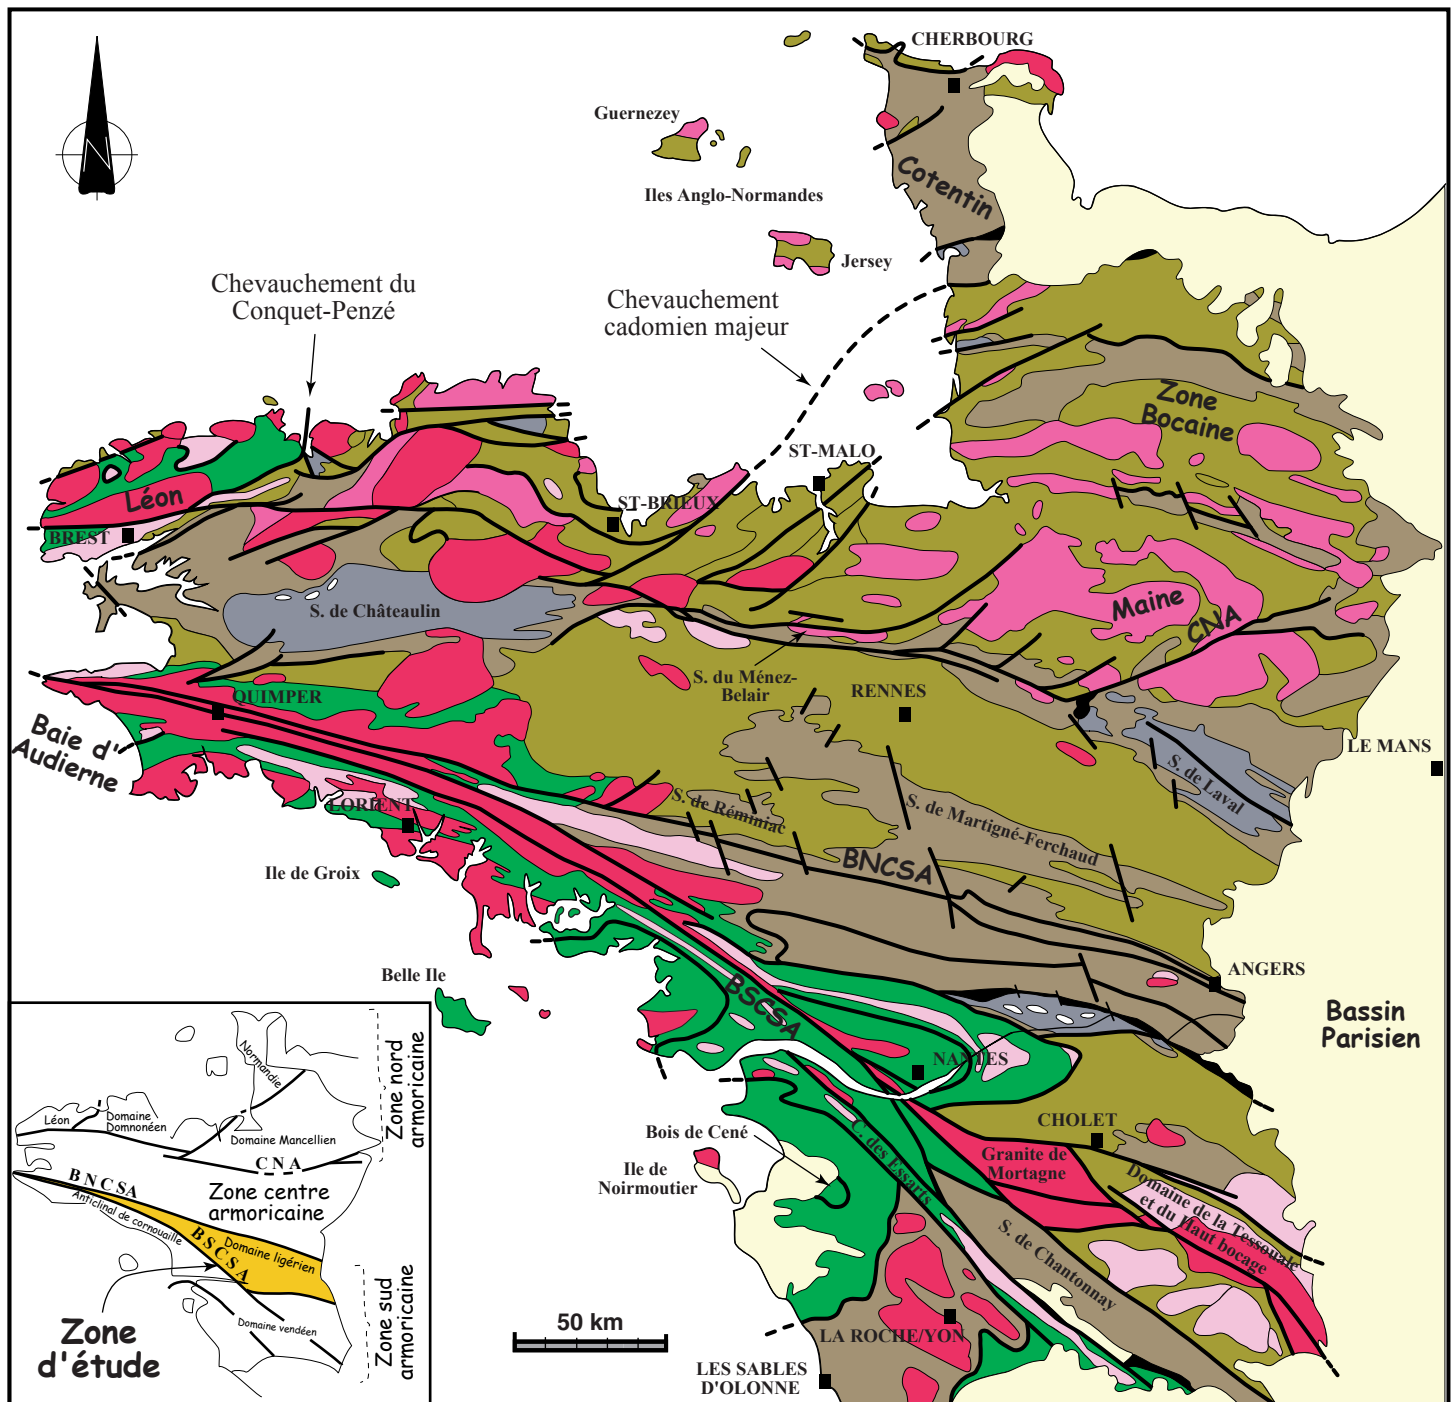 CHERBOURG
Guernezey
N
Cotentin
Iles Anglo-Normandes
Jersey
Chevauchement du
Conquet-Penzé
Chevauchement
cadomien majeur
Zone
Bocaine
ST-MALO
Léon
ST-BRIEUX
BREST
S. de Châteaulin
Maine
CNA
S. du Ménez-
Belair
RENNES
QUIMPER
Baie d'
Audierne
LE MANS
S. de Laval
LORIENT
S. de Réminiac
S. de Martigné-Ferchaud
BNCSA
Ile de Groix
Belle Ile
BSCSA
ANGERS
Bassin
Parisien
NANTES
CHOLET
Bois de Cené
C. des Essarts
Granite de
Mortagne
Ile de
Noirmoutier
Domaine de la Tessouale
et du Haut bocage
S. de Chantonnay
50 km
LA ROCHE/YON
LES SABLES
D'OLONNE
Normandie
Léon
Domaine
Domnonéen
Domaine Mancellien
CNA
Zone nord
armoricaine
BNCSA
Zone centre
armoricaine
Anticlinal de cornouaille
BSCSA
Domaine ligérien
Zone
d'étude
Domaine vendéen
Zone sud
armoricaine